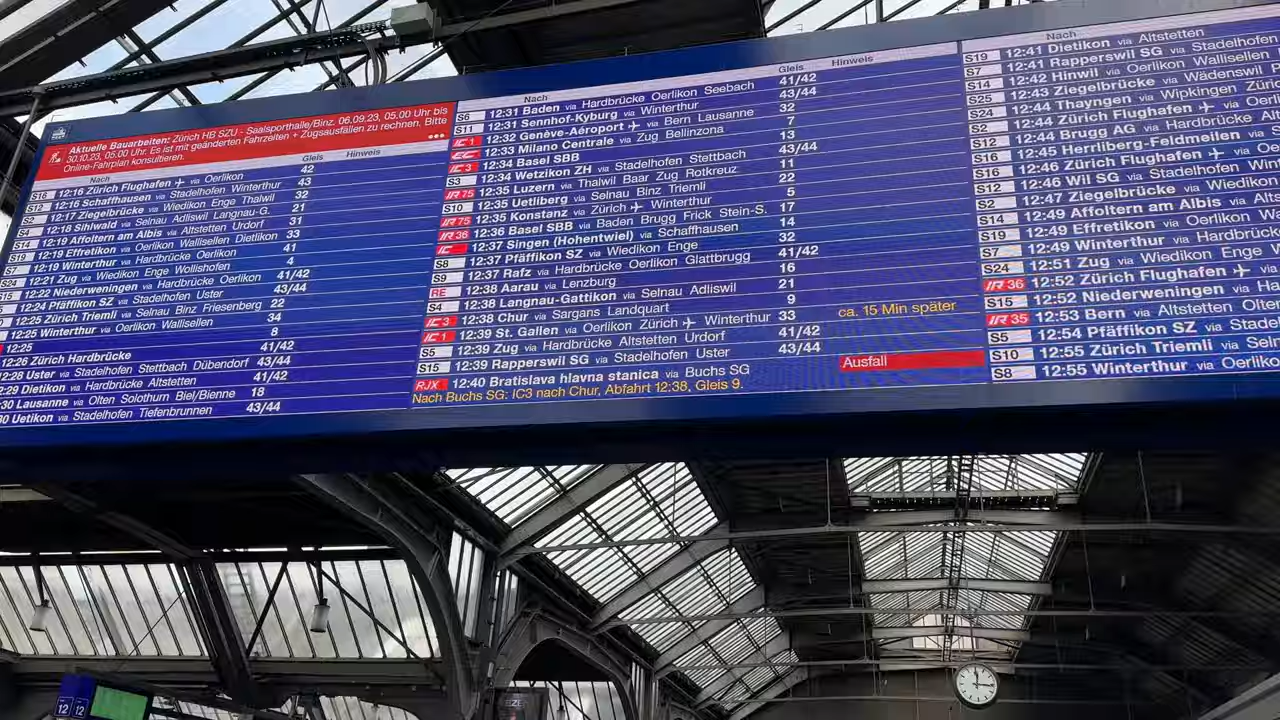 Aktuelle Bauarbeiten: Zürich HB SZU - Saalsporthalle/Binz. 06.09.23, 05.00 Uhr bis
30.10.23, 05.00 Uhr. Es ist mit geänderten Fahrzeiten + Zugsausfällen zu rechnen. Bitte
Online-Fahrplan konsultieren.
Nach Gleis Hinweis
S16 12:16 Zürich Flughafen ✈ via Oerlikon 42
12:16 Schaffhausen via Stadelhofen Winterthur 43
S2 12:17 Ziegelbrücke via Wiedikon Enge Thalwil 32
S4 12:18 Sihlwald via Selnau Adliswil Langnau-G. 21
S14 12:19 Affoltern am Albis via Altstetten Urdorf 31
S19 12:19 Effretikon via Oerlikon Wallisellen Dietlikon 33
S7 12:19 Winterthur via Hardbrücke Oerlikon 41
S24 12:21 Zug via Wiedikon Enge Wollishofen 4
S15 12:22 Niederweningen via Hardbrücke Oerlikon 41/42
12:24 Pfäffikon SZ via Stadelhofen Uster 43/44
12:25 Zürich Triemli via Selnau Binz Friesenberg 22
12:25 Winterthur via Oerlikon Wallisellen 34
12:25 8
12:26 Zürich Hardbrücke 41/42
12:28 Uster via Stadelhofen Stettbach Dübendorf 43/44
:29 Dietikon via Hardbrücke Altstetten 41/42
:30 Lausanne via Olten Solothurn Biel/Bienne 18
30 Uetikon via Stadelhofen Tiefenbrunnen 43/44
Nach Gleis Hinweis
S6 12:31 Baden via Hardbrücke Oerlikon Seebach 41/42
S11 12:31 Sennhof-Kyburg via Winterthur 43/44
IC 1 12:32 Genève-Aéroport ✈ via Bern Lausanne 32
EC 12:33 Milano Centrale via Zug Bellinzona 7
IC 3 12:34 Basel SBB 13
S3 12:34 Wetzikon ZH via Stadelhofen Stettbach 43/44
IR 75 12:35 Luzern via Thalwil Baar Zug Rotkreuz 11
S10 12:35 Uetliberg via Selnau Binz Triemli 22
IR 75 12:35 Konstanz via Zürich ✈ Winterthur 5
IR 36 12:36 Basel SBB via Baden Brugg Frick Stein-S. 17
IC 12:37 Singen (Hohentwiel) via Schaffhausen 14
S8 12:37 Pfäffikon SZ via Wiedikon Enge 32
S9 12:37 Rafz via Hardbrücke Oerlikon Glattbrugg 41/42
RE 12:38 Aarau via Lenzburg 16
S4 12:38 Langnau-Gattikon via Selnau Adliswil 21
IC 3 12:38 Chur via Sargans Landquart 9
IC 1 12:39 St. Gallen via Oerlikon Zürich ✈ Winterthur 33 ca. 15 Min später
S5 12:39 Zug via Hardbrücke Altstetten Urdorf 41/42
S15 12:39 Rapperswil SG via Stadelhofen Uster 43/44
RJX 12:40 Bratislava hlavna stanica via Buchs SG Ausfall
Nach Buchs SG: IC3 nach Chur, Abfahrt 12:38, Gleis 9.
Nach
S19 12:41 Dietikon via Altstetten
S7 12:41 Rapperswil SG via Stadelhofen
S14 12:42 Hinwil via Oerlikon Wallisellen
S25 12:43 Ziegelbrücke via Wädenswil
S24 12:44 Thayngen via Wipkingen
S2 12:44 Zürich Flughafen ✈ via Oerlikon
S12 12:44 Brugg AG via Hardbrücke
S16 12:45 Herrliberg-Feldmeilen via
S16 12:46 Zürich Flughafen ✈ via
S12 12:46 Wil SG via Stadelhofen
S2 12:47 Ziegelbrücke via Wiedikon
S14 12:49 Affoltern am Albis via
S19 12:49 Effretikon via Oerlikon
S7 12:49 Winterthur via Hardbrücke
S24 12:51 Zug via Wiedikon
IR 36 12:52 Zürich Flughafen ✈ via
S15 12:52 Niederweningen via
IR 35 12:53 Bern via Altstetten
S5 12:54 Pfäffikon SZ via
S10 12:55 Zürich Triemli via
S8 12:55 Winterthur via
12 12